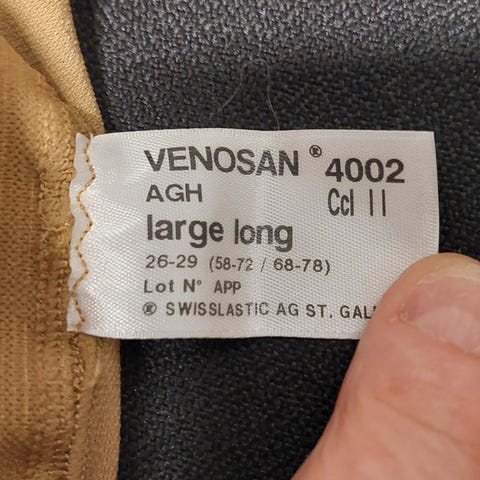 VENOSAN ® 4002
AGH Ccl II
large long
26-29 (58-72 / 68-78)
Lot N° APP
® SWISSLASTIC AG ST. GAL